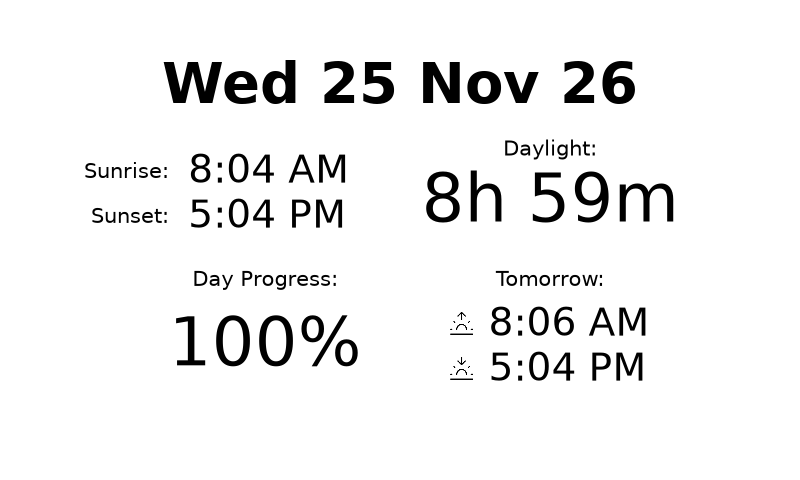 Wed 25 Nov 26
Sunrise: 8:04 AM
Sunset: 5:04 PM
Daylight:
8h 59m
Day Progress:
100%
Tomorrow:
8:06 AM
5:04 PM